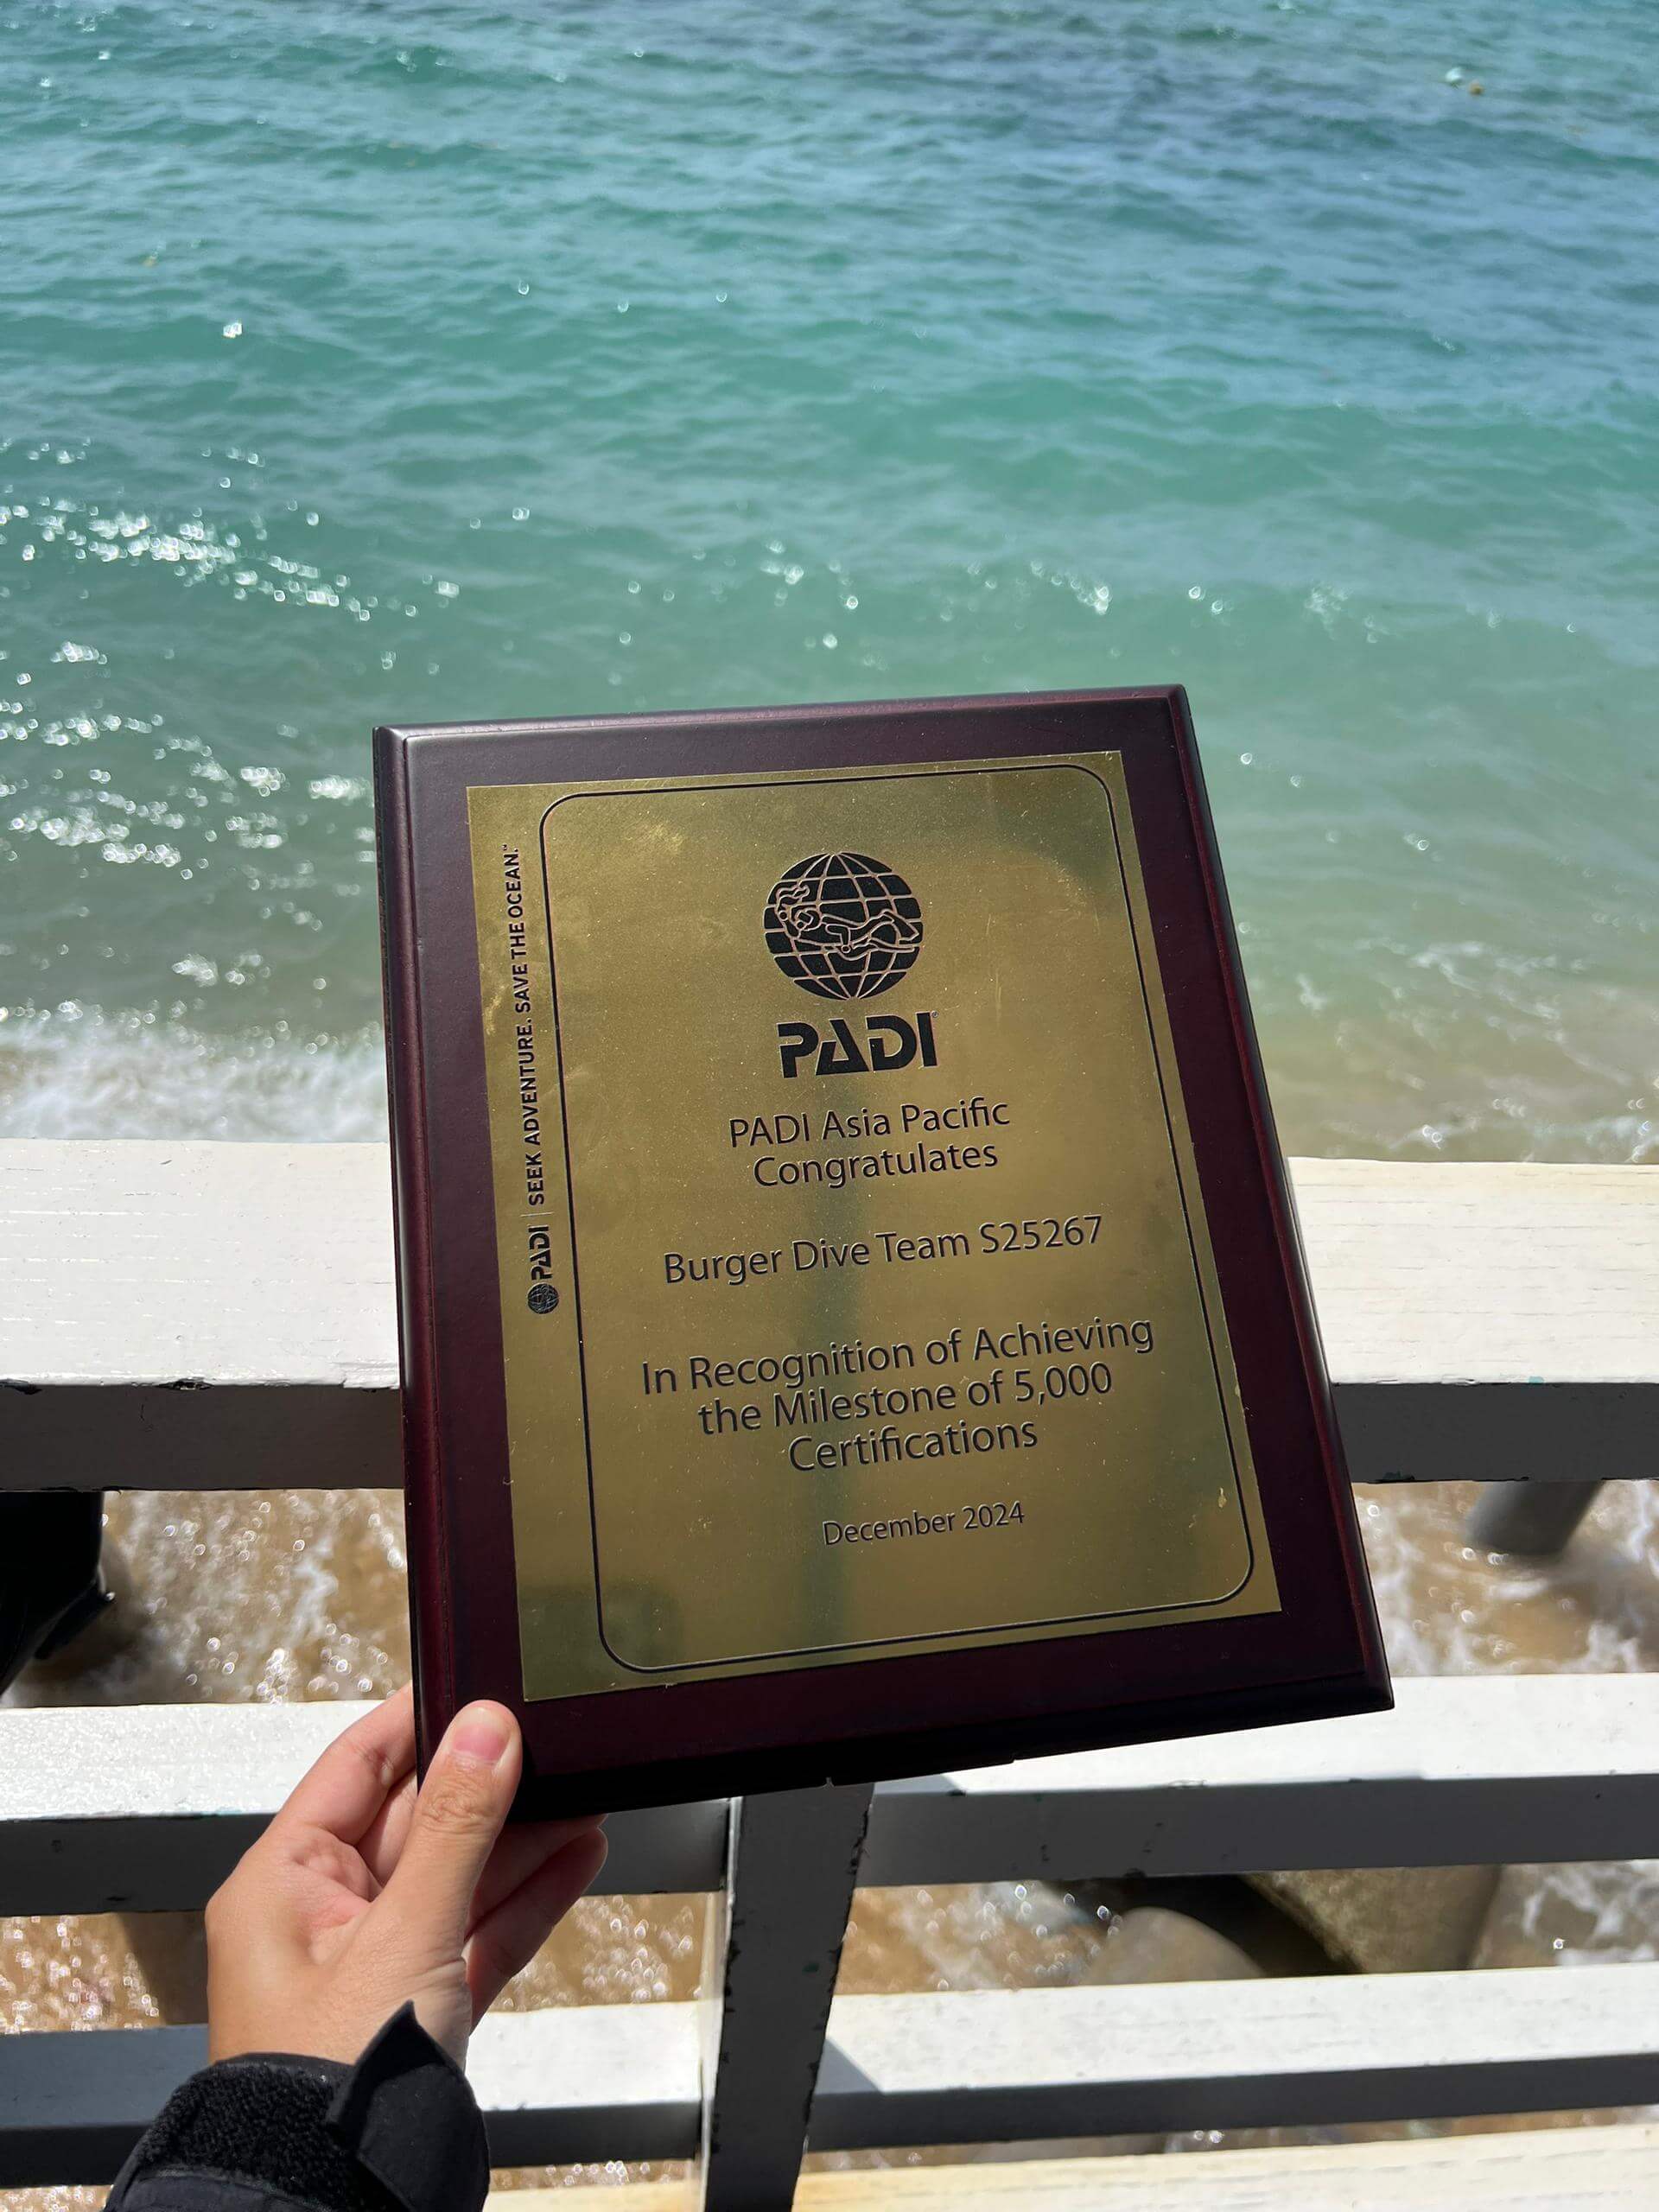 PADI
PADI Asia Pacific
Congratulates
Burger Dive Team S25267
In Recognition of Achieving
the Milestone of 5,000
Certifications
December 2024
PADI | SEEK ADVENTURE. SAVE THE OCEAN.™